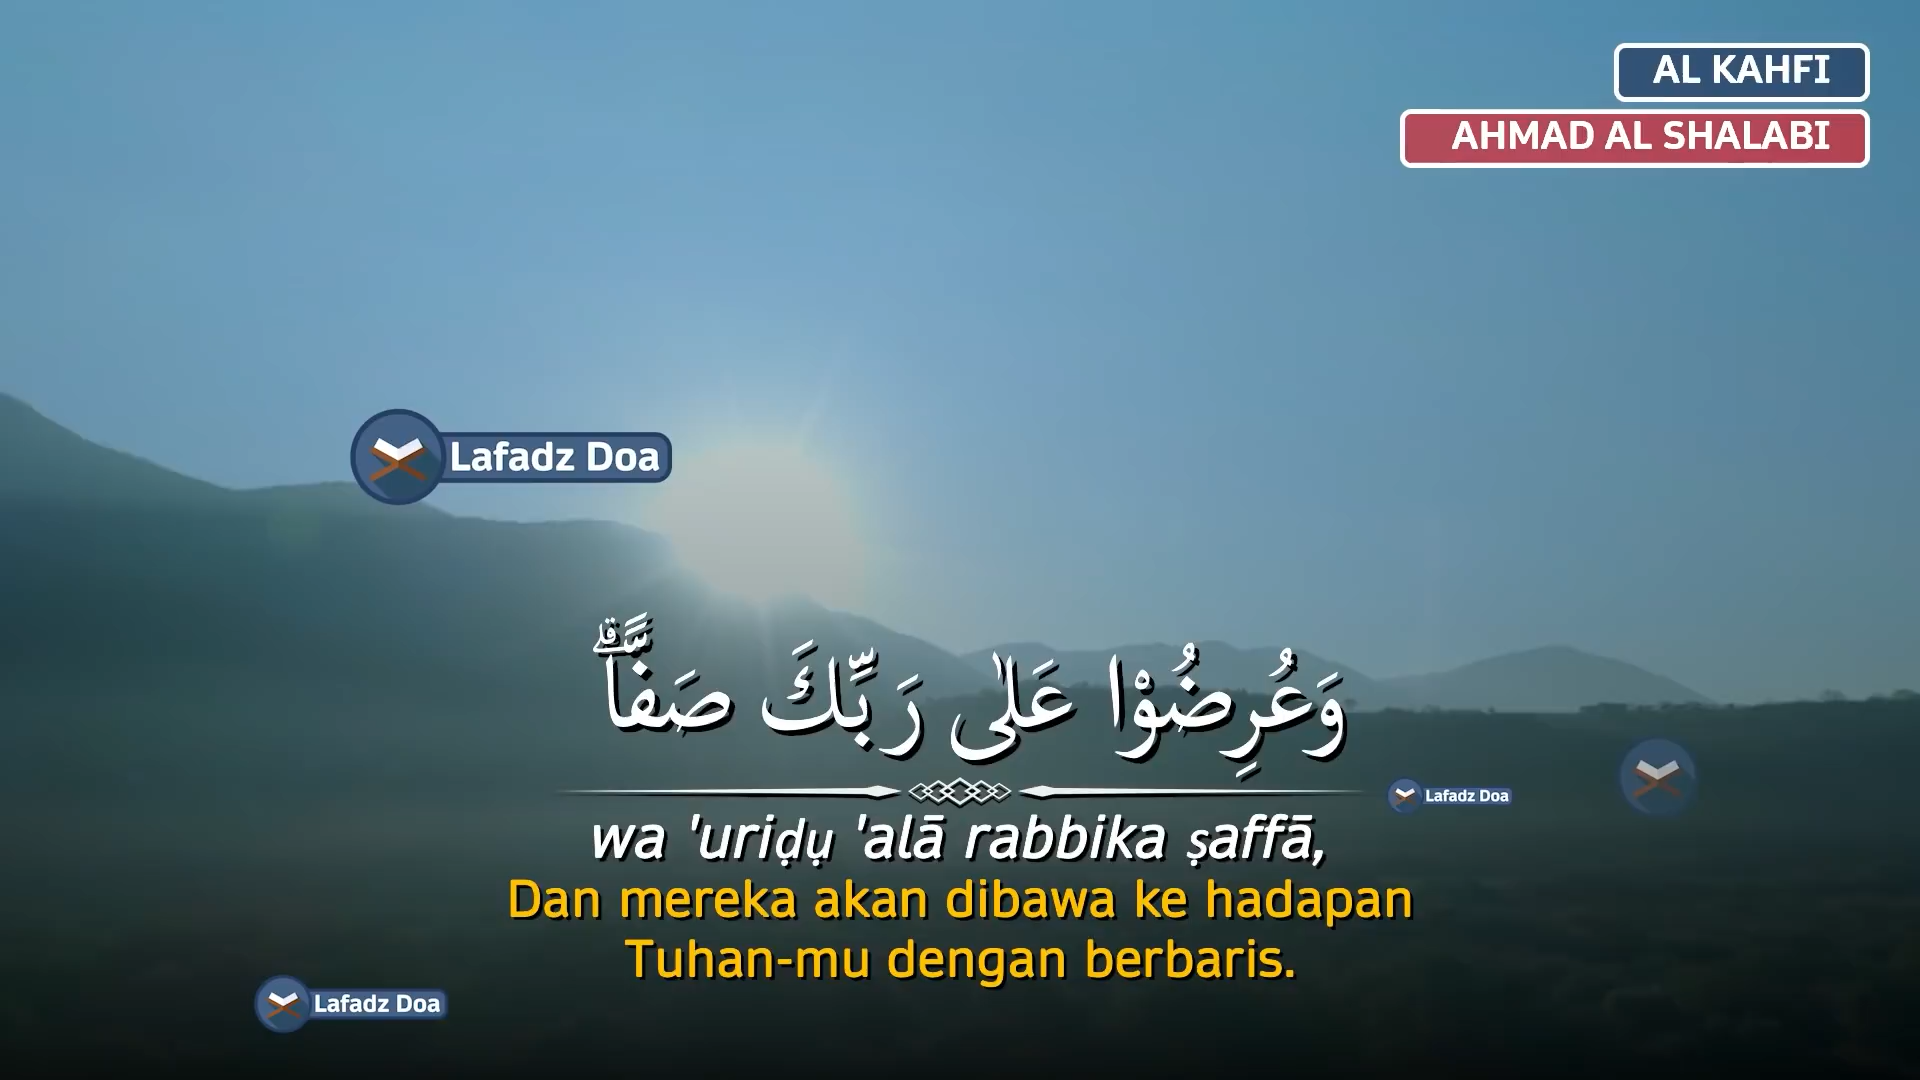 AL KAHFI
AHMAD AL SHALABI
Lafadz Doa
وَعُرِضُوْا عَلٰى رَبِّكَ صَفًّاۗ
Lafadz Doa
wa 'uriḍụ 'alā rabbika ṣaffā,
Dan mereka akan dibawa ke hadapan
Tuhan-mu dengan berbaris.
Lafadz Doa